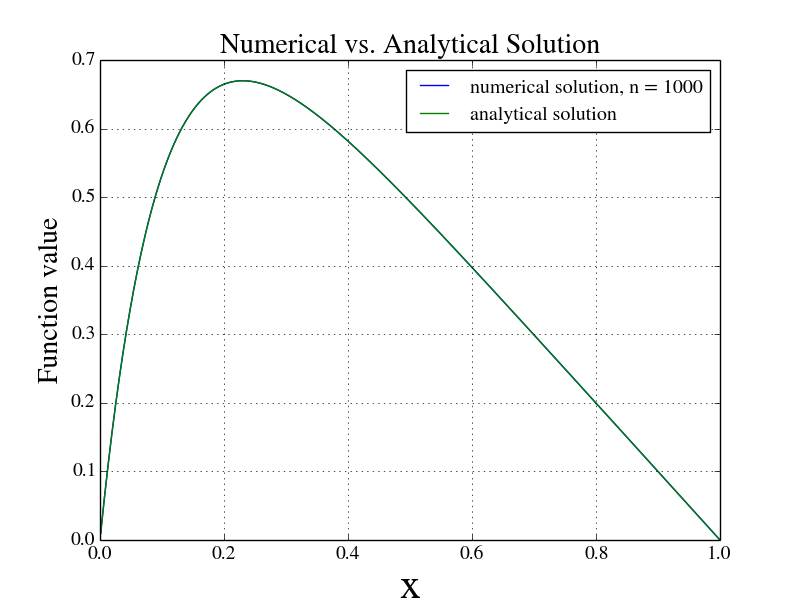 Numerical vs. Analytical Solution
numerical solution, n = 1000
analytical solution
Function value
0.7
0.6
0.5
0.4
0.3
0.2
0.1
0.0
0.0 0.2 0.4 0.6 0.8 1.0
x